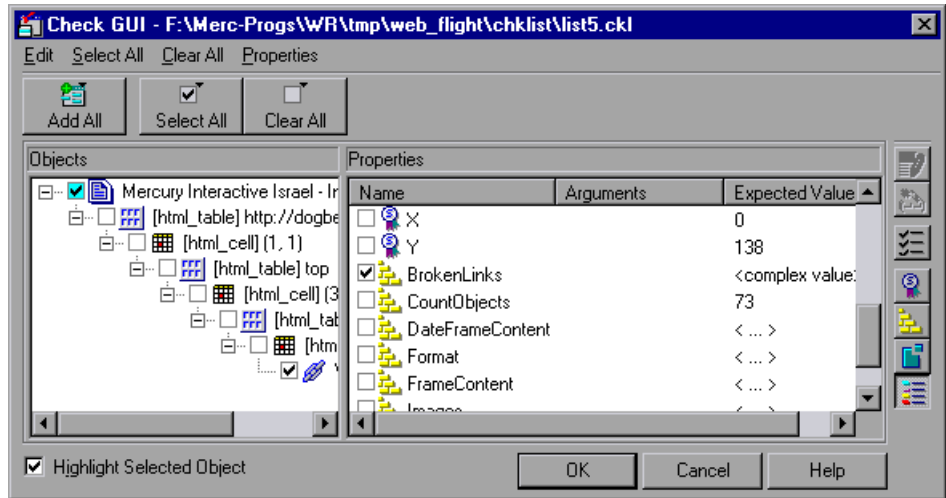 Check GUI - F:\Merc-Progs\WR\tmp\web_flight\chklist\list5.ckl
Edit Select All Clear All Properties
Add All Select All Clear All
Objects
Mercury Interactive Israel - Ir
[html_table] http://dogbe
[html_cell] (1, 1)
[html_table] top
[html_cell] (3
[html_tab
[htm
Properties
Name Arguments Expected Value
X 0
Y 138
BrokenLinks <complex value
CountObjects 73
DateFrameContent < ... >
Format < ... >
FrameContent < ... >
Images < ... >
Highlight Selected Object
OK Cancel Help